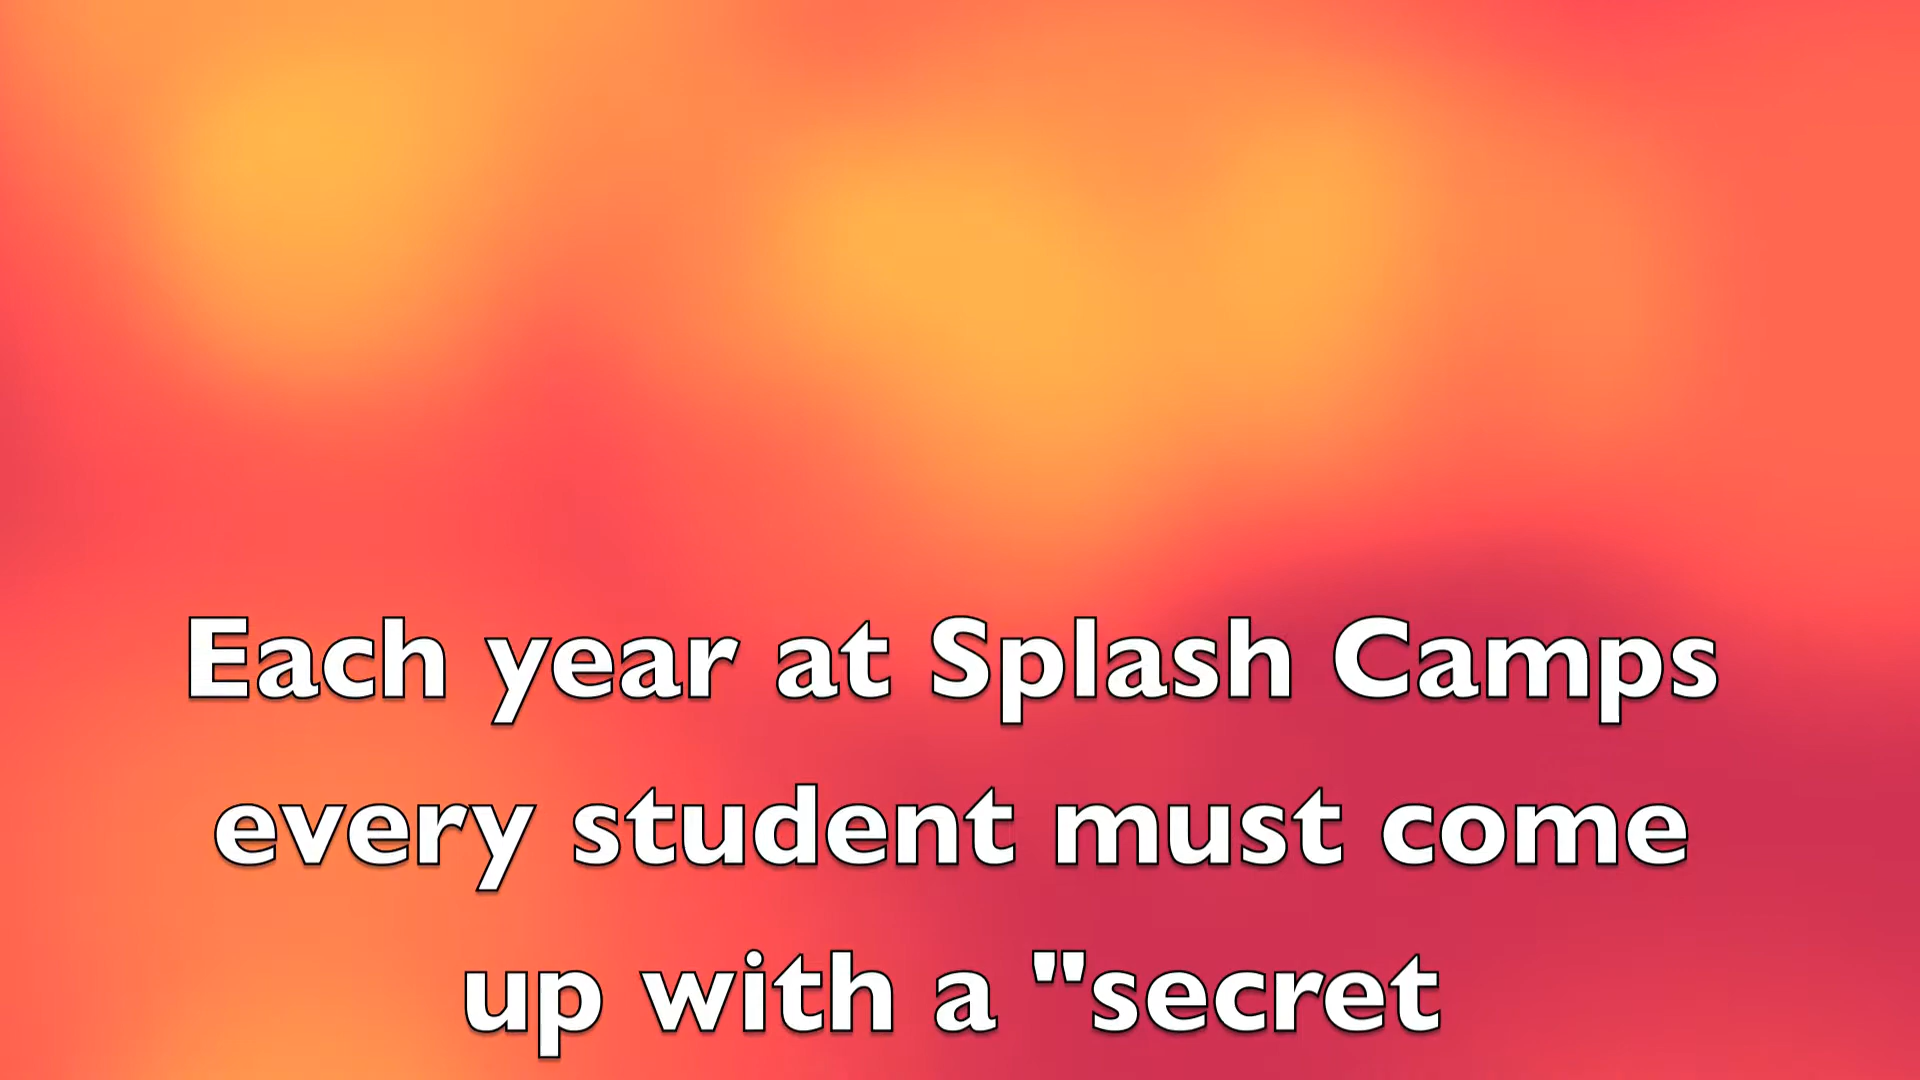 Each year at Splash Camps
every student must come
up with a "secret